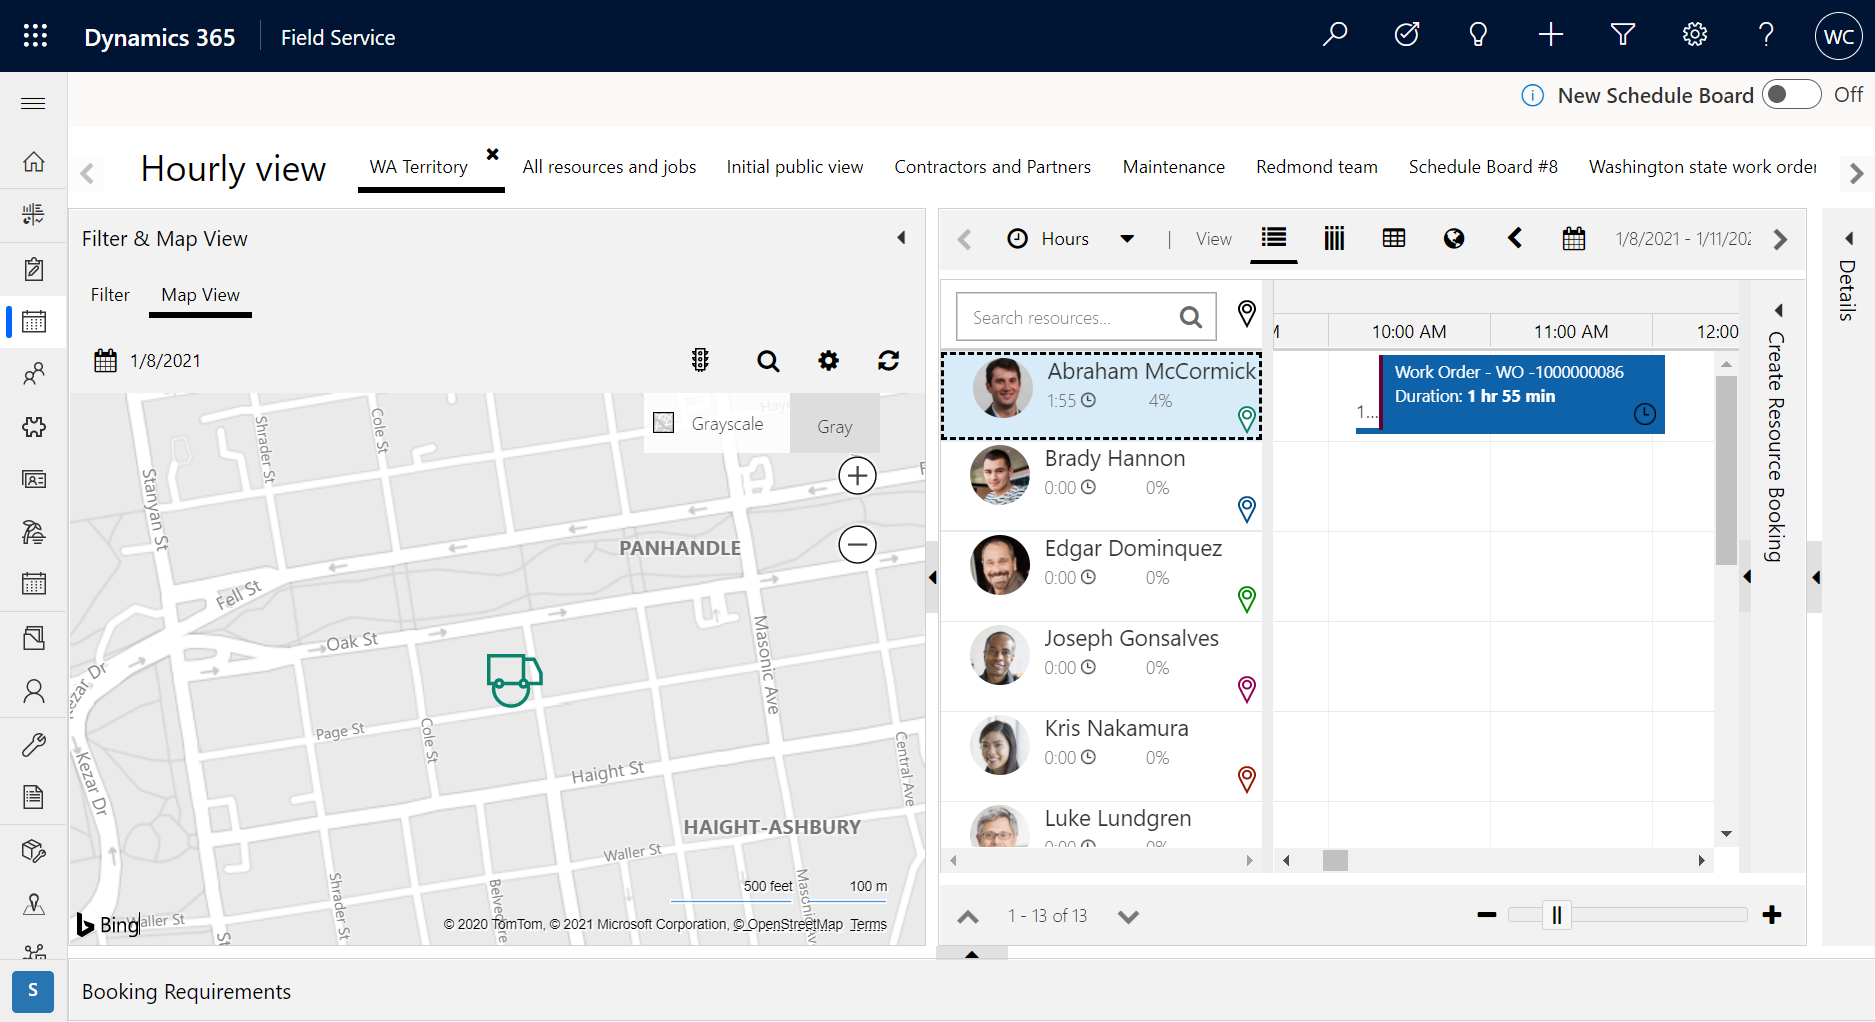 Dynamics 365
Field Service
WC
New Schedule Board
Off
Hourly view
WA Territory
All resources and jobs
Initial public view
Contractors and Partners
Maintenance
Redmond team
Schedule Board #8
Washington state work order
Filter & Map View
Filter
Map View
1/8/2021
Grayscale
Gray
Stanyan St
Shrader St
Cole St
PANHANDLE
Fell St
Oak St
Masonic Ave
Kezar Dr
Kezar Dr
Page St
Cole St
Haight St
Central Ave
HAIGHT-ASHBURY
Waller St
Shrader St
Waller St
St
500 feet
100 m
Bing
© 2020 TomTom, © 2021 Microsoft Corporation, © OpenStreetMap Terms
Hours
View
1/8/2021 -
Search resources...
10:00 AM
11:00 AM
12:00
Abraham McCormick
1:55
4%
Work Order - WO -1000000086
Duration: 1 hr 55 min
1...
Brady Hannon
0:00
0%
Edgar Dominquez
0:00
0%
Joseph Gonsalves
0:00
0%
Kris Nakamura
0:00
0%
Luke Lundgren
0:00
0%
1 - 13 of 13
Create Resource Booking
Details
S
Booking Requirements